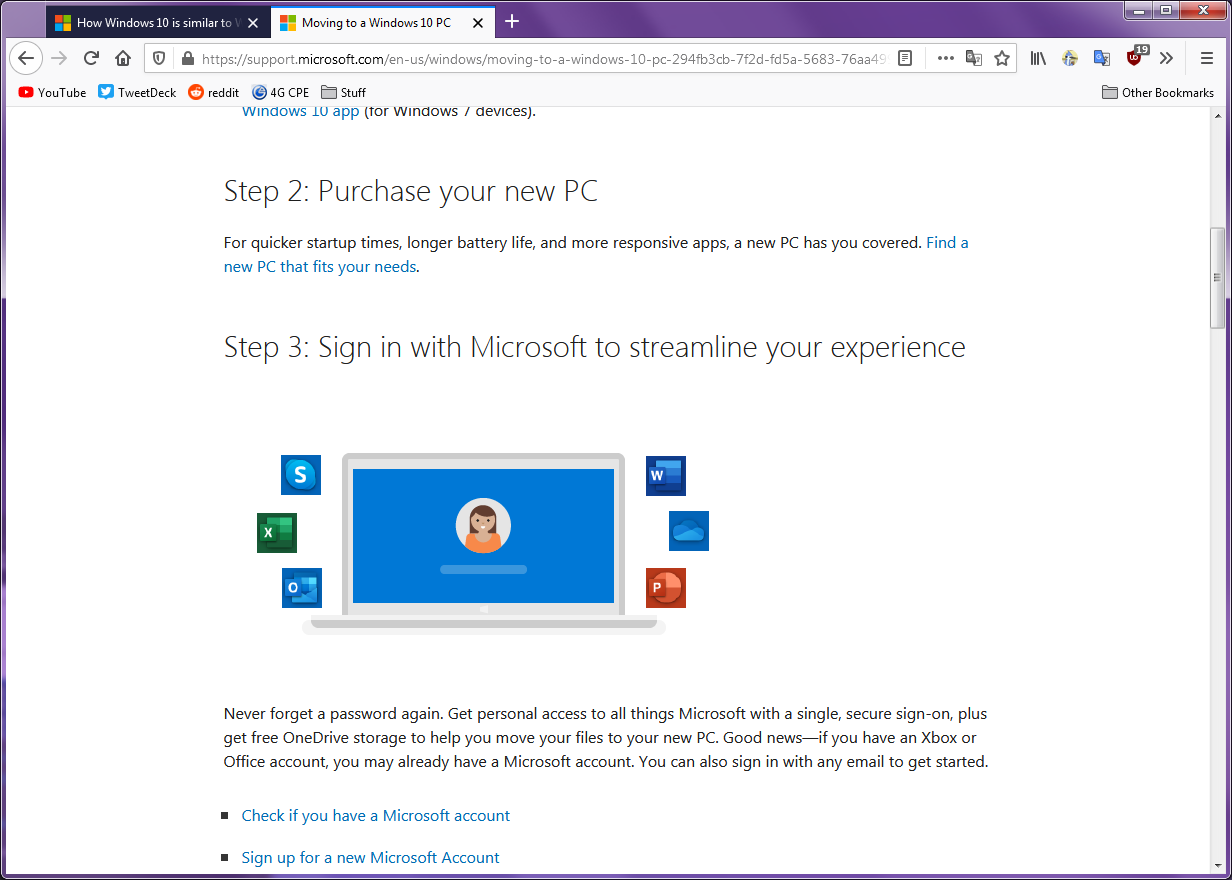 How Windows 10 is similar to W
Moving to a Windows 10 PC
https://support.microsoft.com/en-us/windows/moving-to-a-windows-10-pc-294fb3cb-7f2d-fd5a-5683-76aa49
19
YouTube TweetDeck reddit 4G CPE Stuff Other Bookmarks
Windows 10 app (for Windows 7 devices).
Step 2: Purchase your new PC
For quicker startup times, longer battery life, and more responsive apps, a new PC has you covered. Find a
new PC that fits your needs.
Step 3: Sign in with Microsoft to streamline your experience
S
W
X
O
P
Never forget a password again. Get personal access to all things Microsoft with a single, secure sign-on, plus
get free OneDrive storage to help you move your files to your new PC. Good news—if you have an Xbox or
Office account, you may already have a Microsoft account. You can also sign in with any email to get started.
Check if you have a Microsoft account
Sign up for a new Microsoft Account